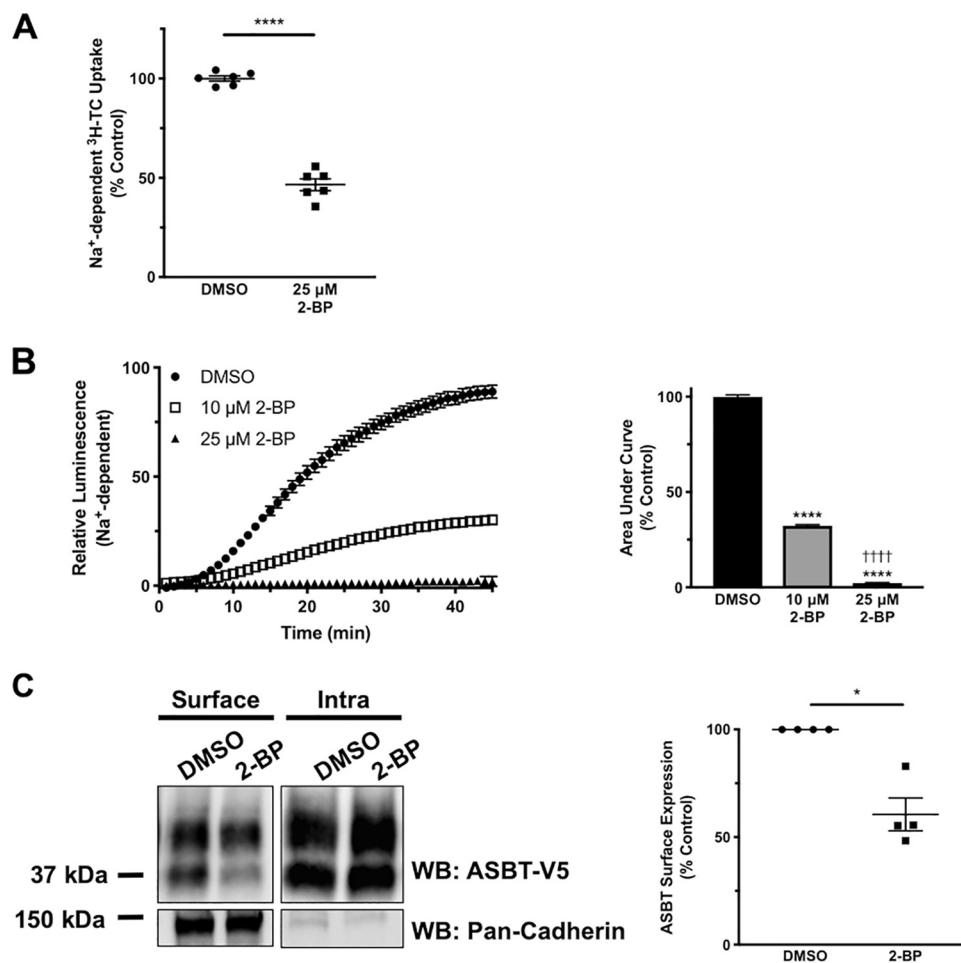 A
****
Na⁺-dependent ³H-TC Uptake
(% Control)
100
50
0
DMSO
25 µM
2-BP
B
Relative Luminescence
(Na⁺-dependent)
100
50
0
DMSO
10 µM 2-BP
25 µM 2-BP
0
10
20
30
40
Time (min)
Area Under Curve
(% Control)
100
50
0
****
††††
****
DMSO
10 µM
2-BP
25 µM
2-BP
C
Surface
Intra
DMSO
2-BP
DMSO
2-BP
37 kDa
150 kDa
WB: ASBT-V5
WB: Pan-Cadherin
ASBT Surface Expression
(% Control)
100
50
0
*
DMSO
2-BP